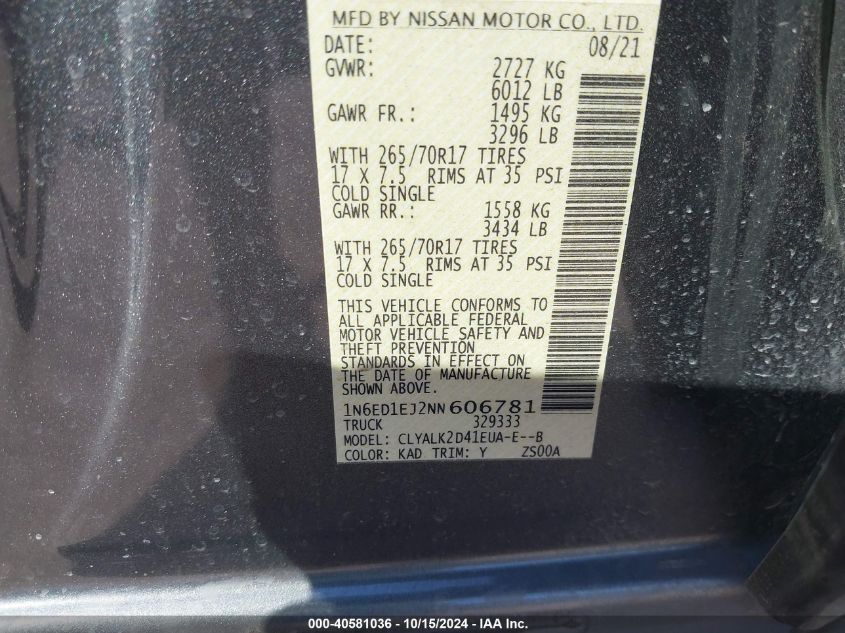 MFD BY NISSAN MOTOR CO., LTD.
DATE: 08/21
GVWR: 2727 KG
6012 LB
GAWR FR.: 1495 KG
3296 LB
WITH 265/70R17 TIRES
17 X 7.5 RIMS AT 35 PSI
COLD SINGLE
GAWR RR.: 1558 KG
3434 LB
WITH 265/70R17 TIRES
17 X 7.5 RIMS AT 35 PSI
COLD SINGLE
THIS VEHICLE CONFORMS TO
ALL APPLICABLE FEDERAL
MOTOR VEHICLE SAFETY AND
THEFT PREVENTION
STANDARDS IN EFFECT ON
THE DATE OF MANUFACTURE
SHOWN ABOVE.
1N6ED1EJ2NN606781
TRUCK 329333
MODEL: CLYALK2D41EUA-E--B
COLOR: KAD TRIM: Y ZS00A
000-40581036 - 10/15/2024 - IAA Inc.